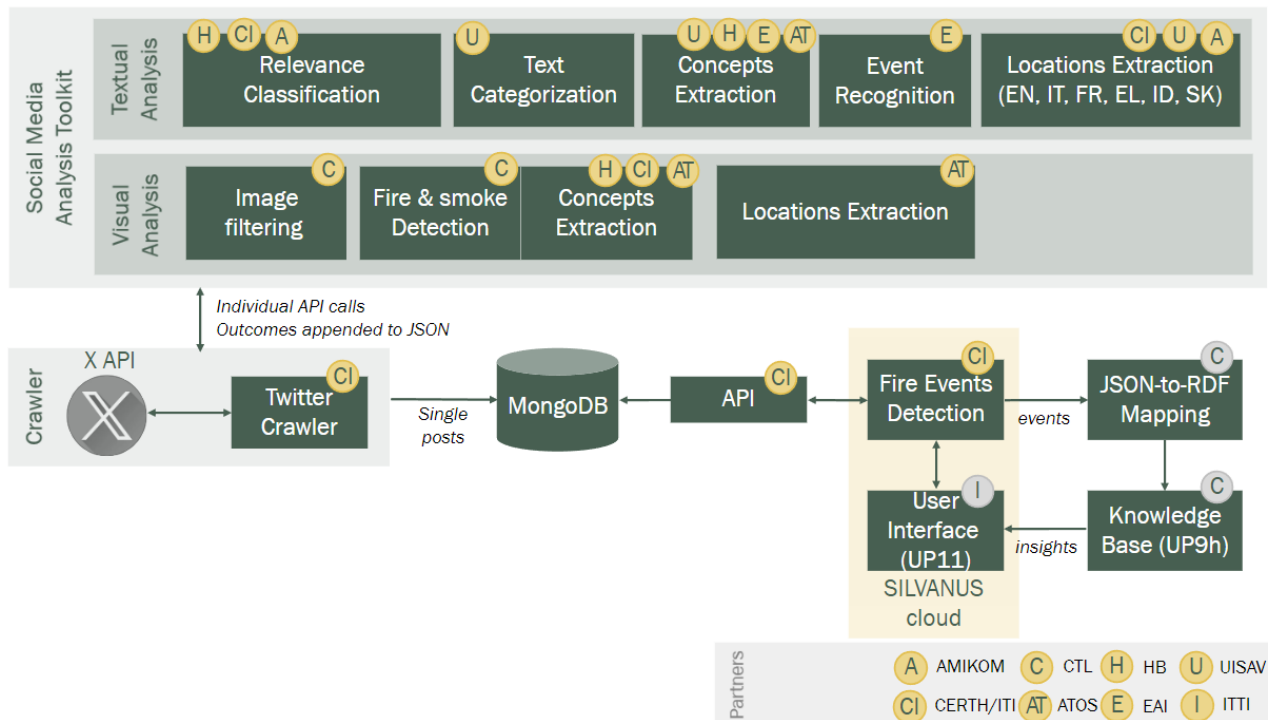 Social Media
Analysis Toolkit
Textual
Analysis
H CI A
Relevance
Classification
U
Text
Categorization
U H E AT
Concepts
Extraction
E
Event
Recognition
CI U A
Locations Extraction
(EN, IT, FR, EL, ID, SK)
Visual
Analysis
C
Image
filtering
C
Fire & smoke
Detection
H CI AT
Concepts
Extraction
AT
Locations Extraction
Individual API calls
Outcomes appended to JSON
Crawler
X API
X
CI
Twitter
Crawler
Single
posts
MongoDB
CI
API
CI
Fire Events
Detection
events
C
JSON-to-RDF
Mapping
I
User
Interface
(UP11)
insights
C
Knowledge
Base (UP9h)
SILVANUS
cloud
Partners
A AMIKOM C CTL H HB U UISAV
CI CERTH/ITI AT ATOS E EAI I ITTI